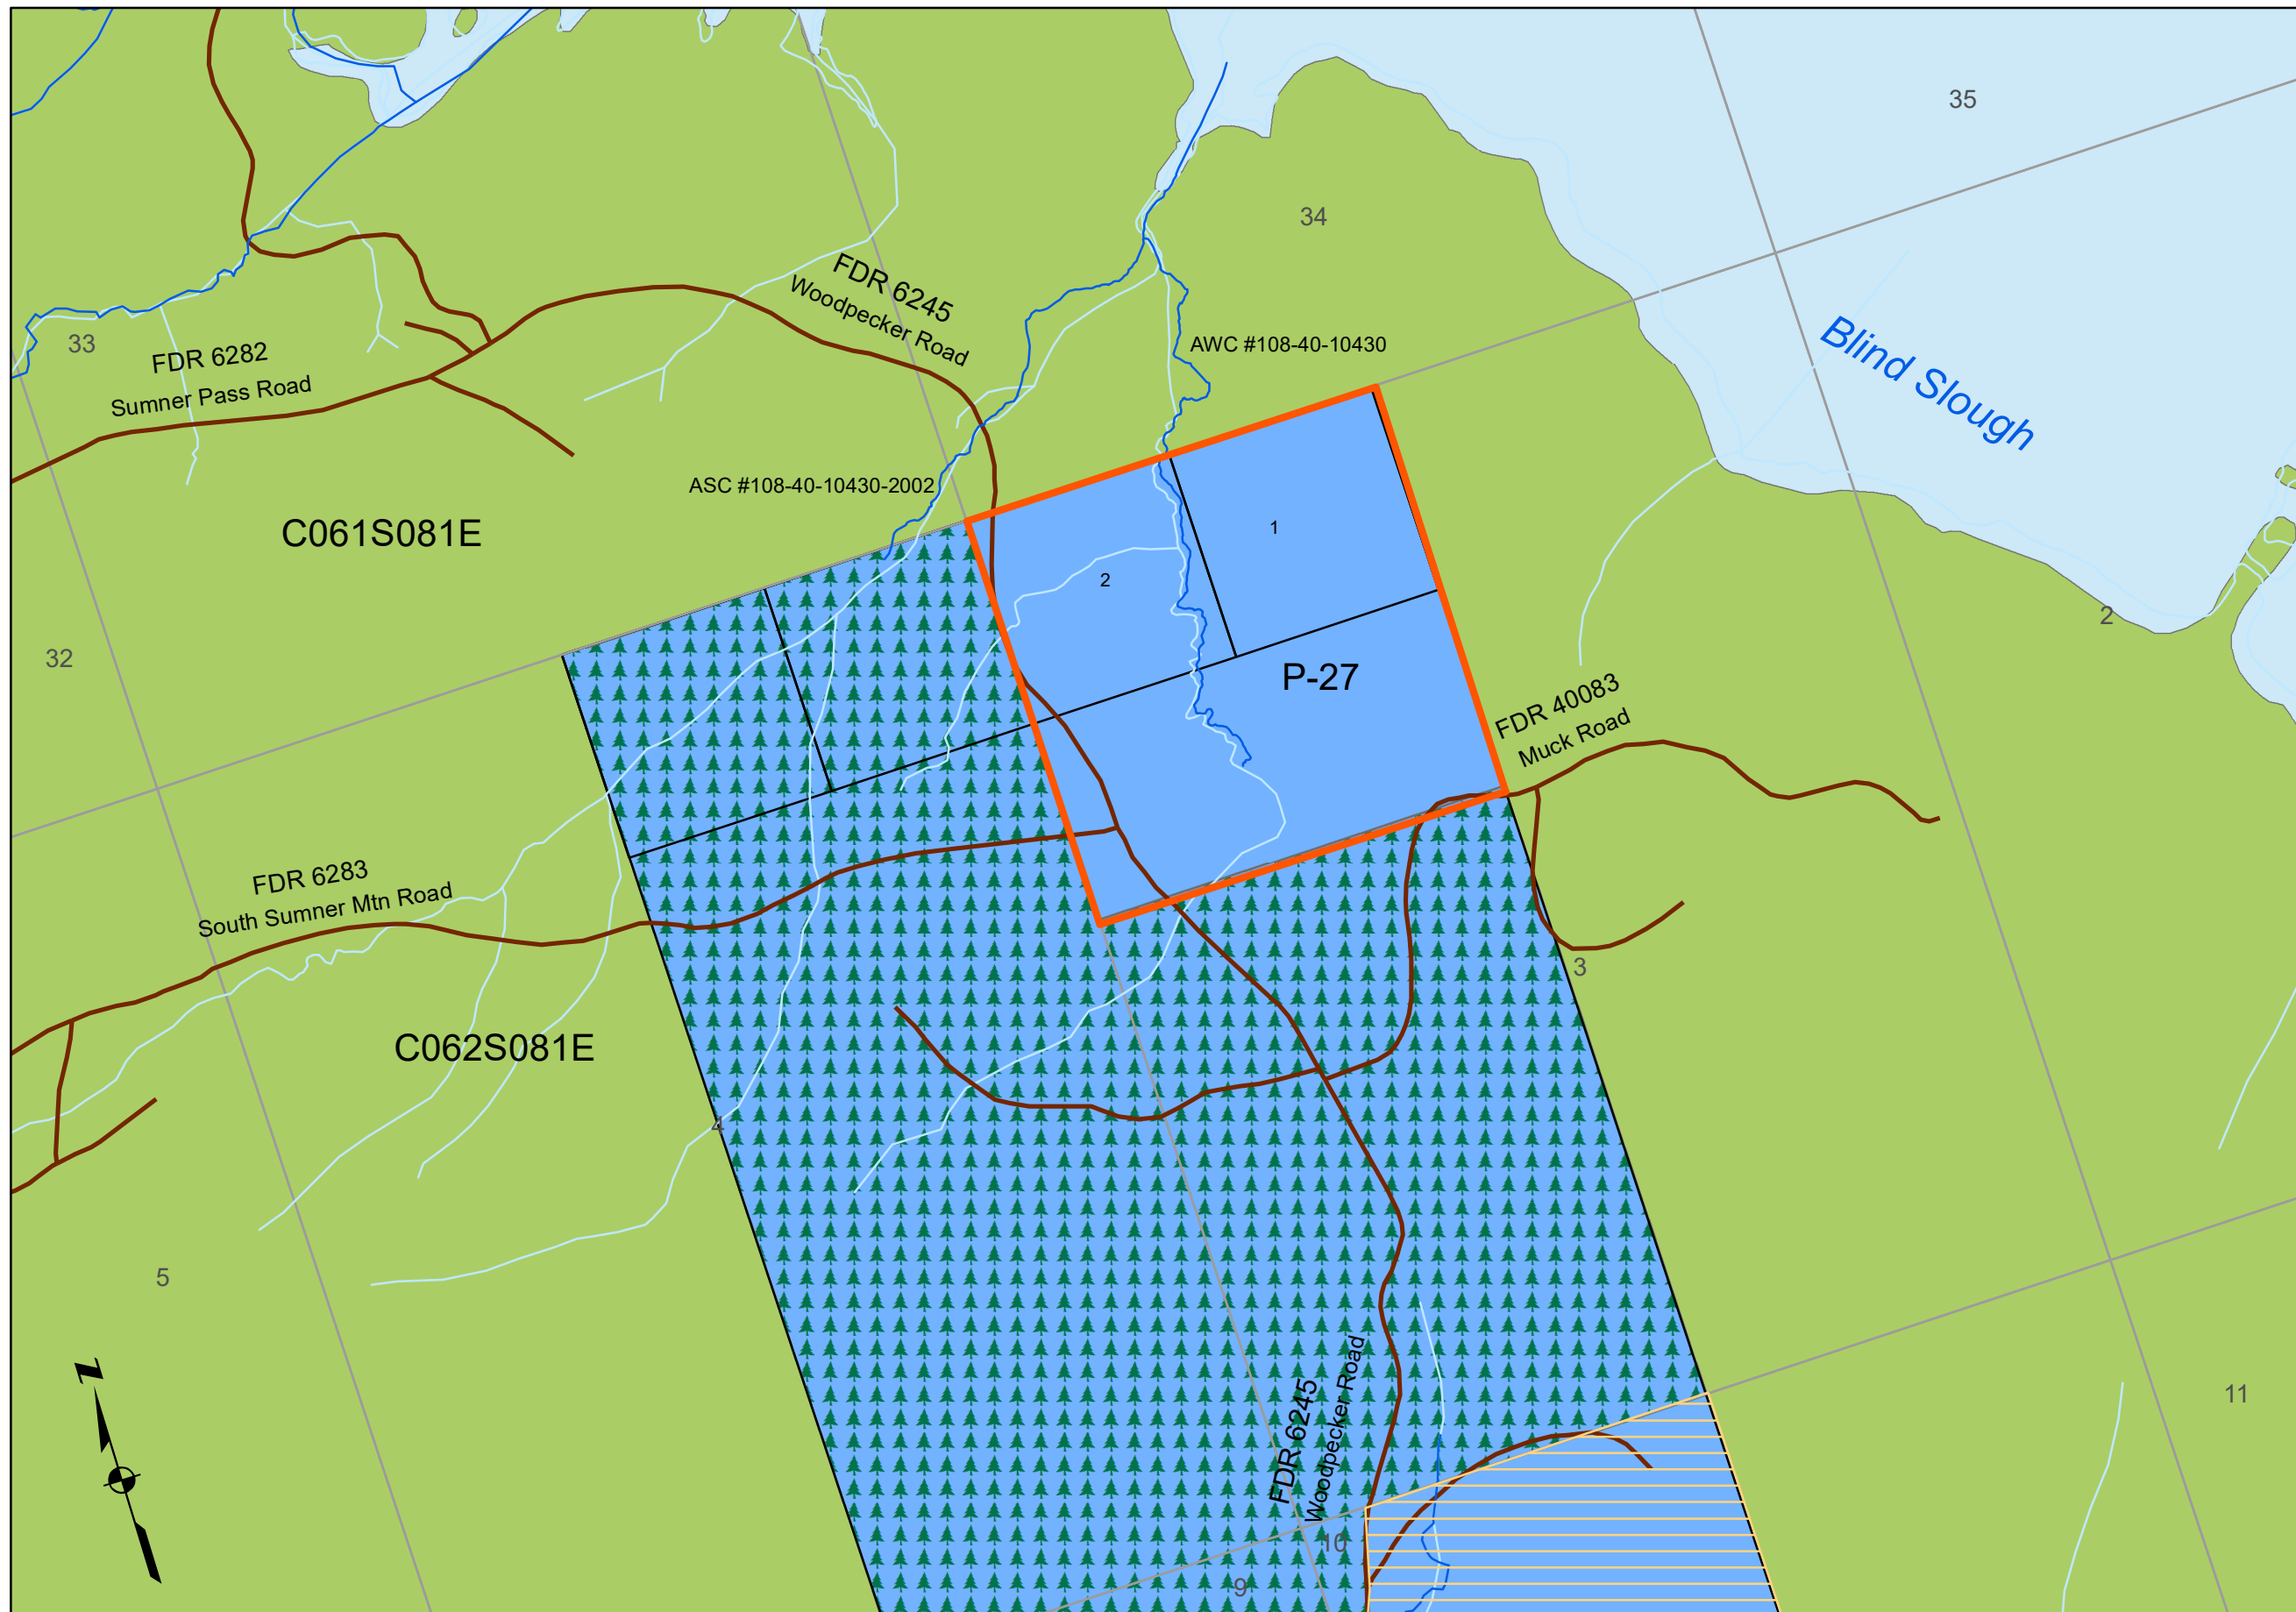 35
34
FDR 6245
Woodpecker Road
33
FDR 6282
Sumner Pass Road
AWC #108-40-10430
Blind Slough
ASC #108-40-10430-2002
C061S081E
1
2
2
32
P-27
FDR 40083
Muck Road
FDR 6283
South Sumner Mtn Road
3
C062S081E
4
5
N
FDR 6245
Woodpecker Road
11
10
9